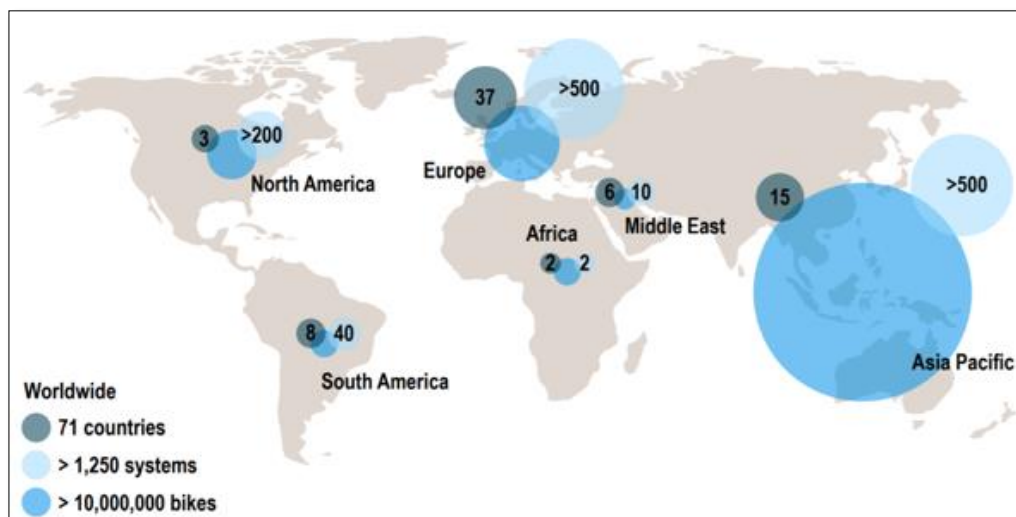 37
>500
3
>200
North America
Europe
6
10
Middle East
15
>500
Africa
2
2
8
40
South America
Asia Pacific
Worldwide
71 countries
> 1,250 systems
> 10,000,000 bikes